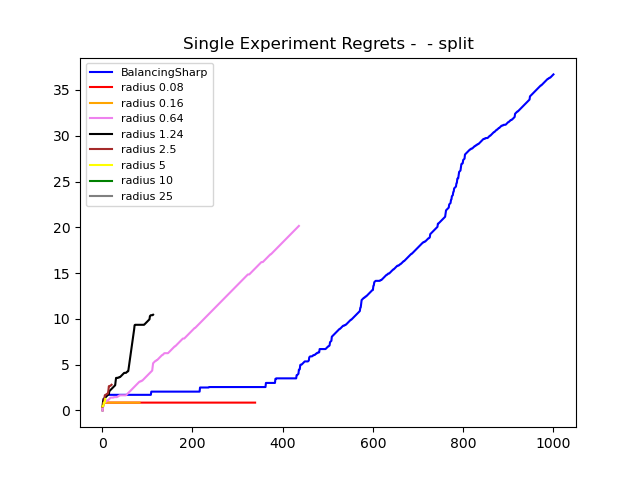 Single Experiment Regrets -  - split
BalancingSharp
radius 0.08
radius 0.16
radius 0.64
radius 1.24
radius 2.5
radius 5
radius 10
radius 25
35
30
25
20
15
10
5
0
0 200 400 600 800 1000